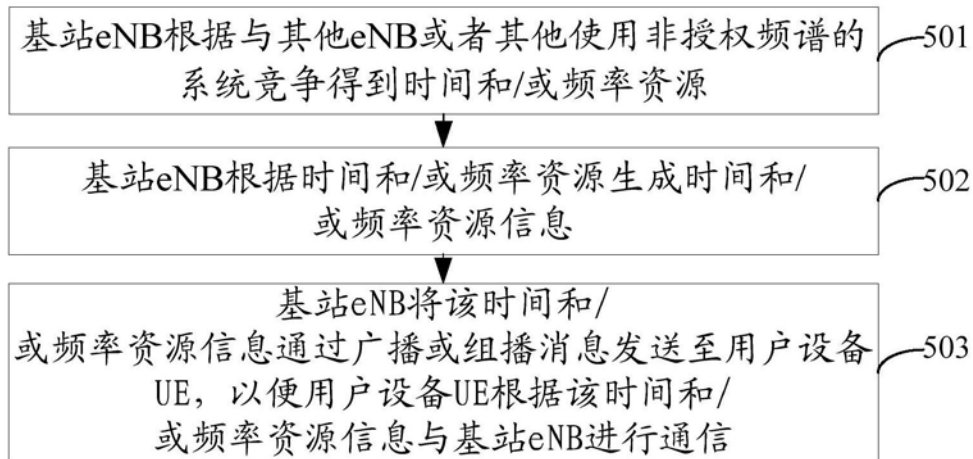 基站eNB根据与其他eNB或者其他使用非授权频谱的
系统竞争得到时间和/或频率资源
501
基站eNB根据时间和/或频率资源生成时间和/
或频率资源信息
502
基站eNB将该时间和/
或频率资源信息通过广播或组播消息发送至用户设备
UE，以便用户设备UE根据该时间和/
或频率资源信息与基站eNB进行通信
503